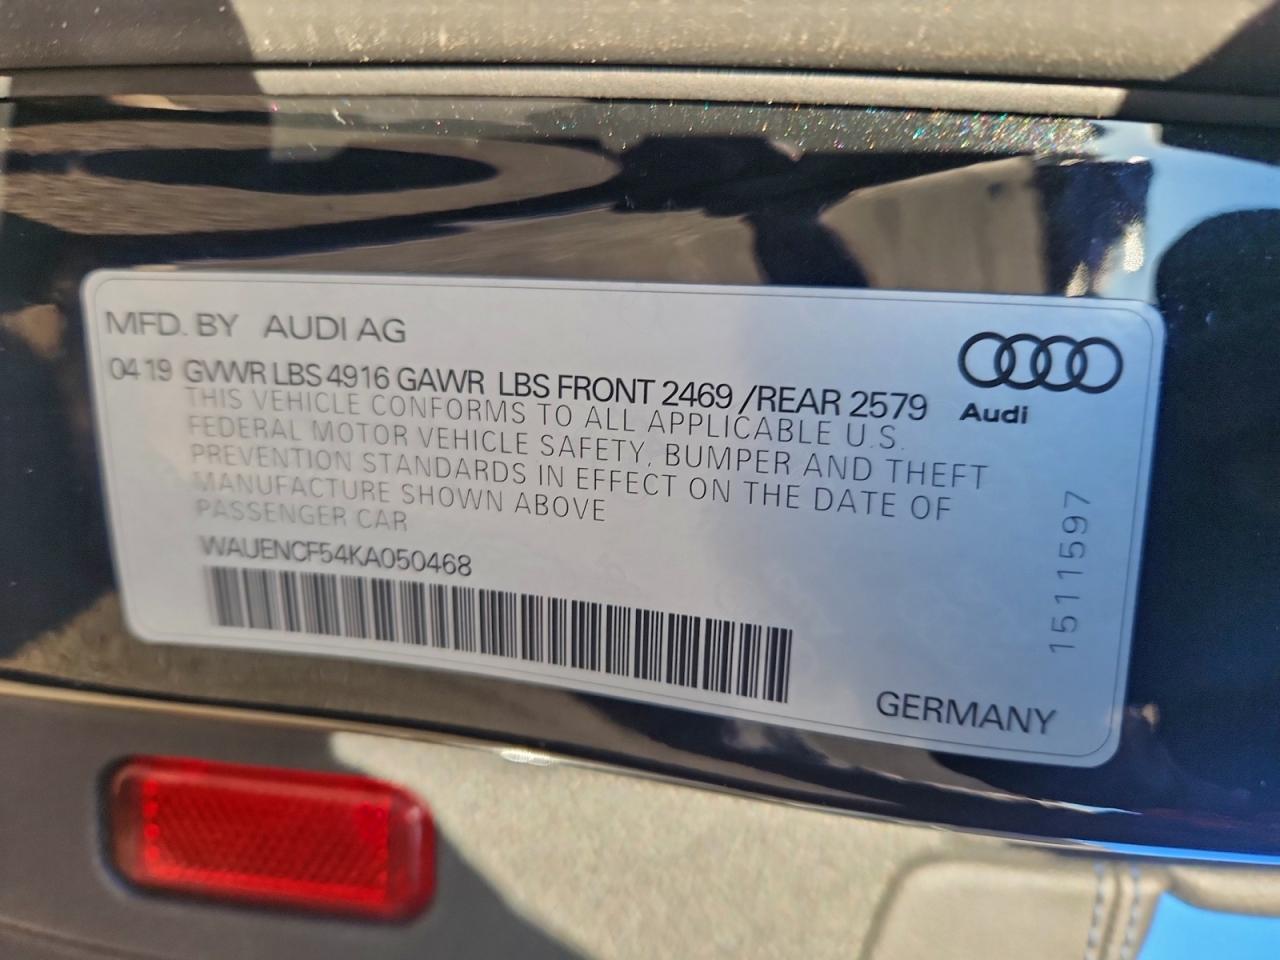 MFD. BY AUDI AG
04 19 GVWR LBS 4916 GAWR LBS FRONT 2469 /REAR 2579
THIS VEHICLE CONFORMS TO ALL APPLICABLE U.S.
FEDERAL MOTOR VEHICLE SAFETY, BUMPER AND THEFT
PREVENTION STANDARDS IN EFFECT ON THE DATE OF
MANUFACTURE SHOWN ABOVE
PASSENGER CAR
WAUENCF54KA050468
Audi
1511597
GERMANY